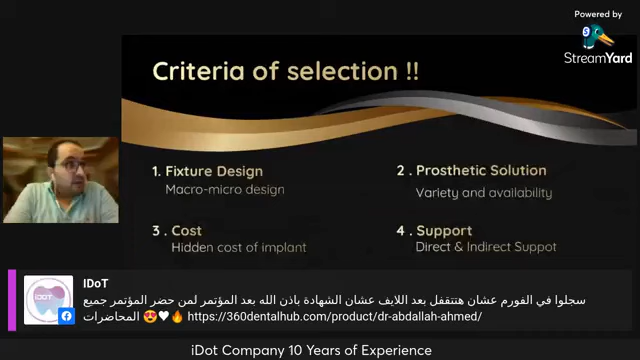 Powered by
StreamYard
Criteria of selection !!
1. Fixture Design
Macro-micro design
2 . Prosthetic Solution
Variety and availability
3 . Cost
Hidden cost of implant
4 . Support
Direct & Indirect Suppot
IDoT
سجلوا في الفورم عشان هتتقفل بعد اللايف عشان الشهادة باذن الله بعد المؤتمر لمن حضر المؤتمر جميع
المحاضرات 😍🤍🔥 https://360dentalhub.com/product/dr-abdallah-ahmed/
iDot Company 10 Years of Experience